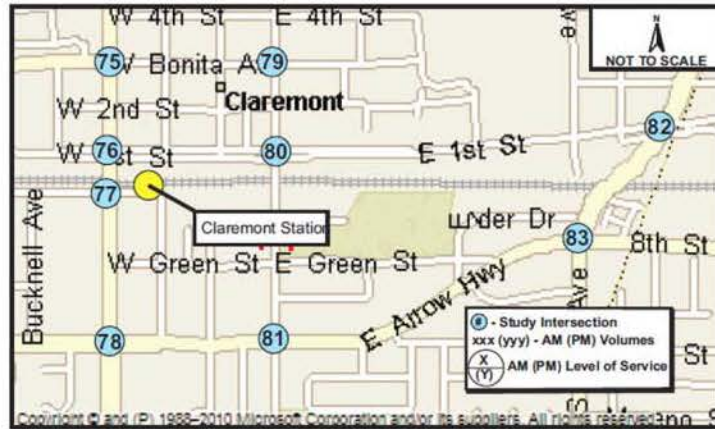 W 4th St E 4th St
Ave
N
NOT TO SCALE
75 W Bonita Av 79
Claremont
W 2nd St
82
76 80 E 1st St
W 1st St
77
Claremont Station
Bucknell Ave
83 8th St
W Green St E Green St
E Arrow Hwy
Ave
78 81
# - Study Intersection
xxx (yyy) - AM (PM) Volumes
X
(Y) AM (PM) Level of Service
St
S
Copyright © and (P) 1988–2010 Microsoft Corporation and/or its suppliers. All rights reserved